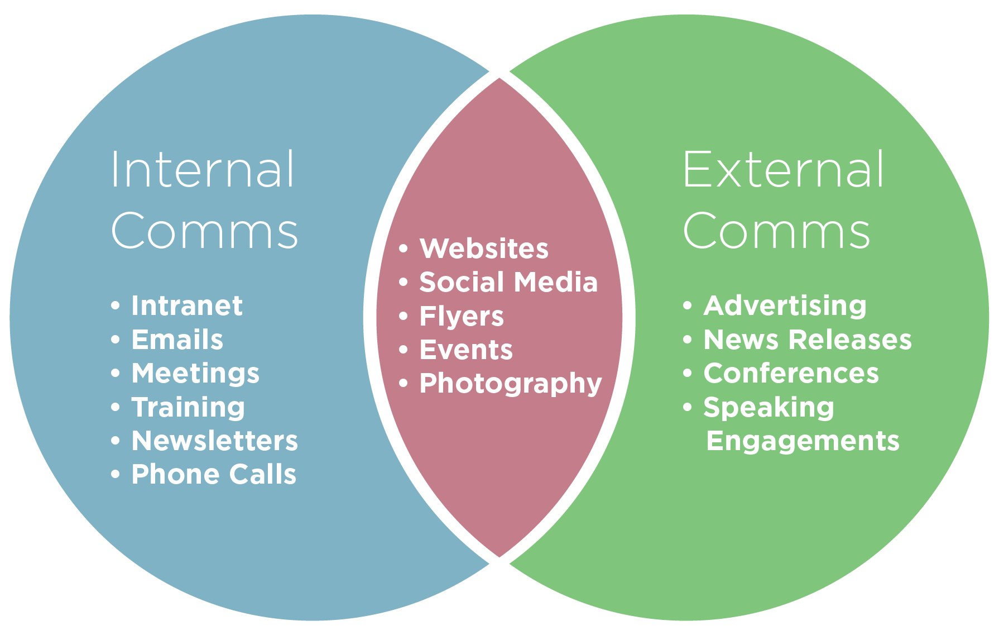 Internal
Comms
• Intranet
• Emails
• Meetings
• Training
• Newsletters
• Phone Calls
• Websites
• Social Media
• Flyers
• Events
• Photography
External
Comms
• Advertising
• News Releases
• Conferences
• Speaking
Engagements